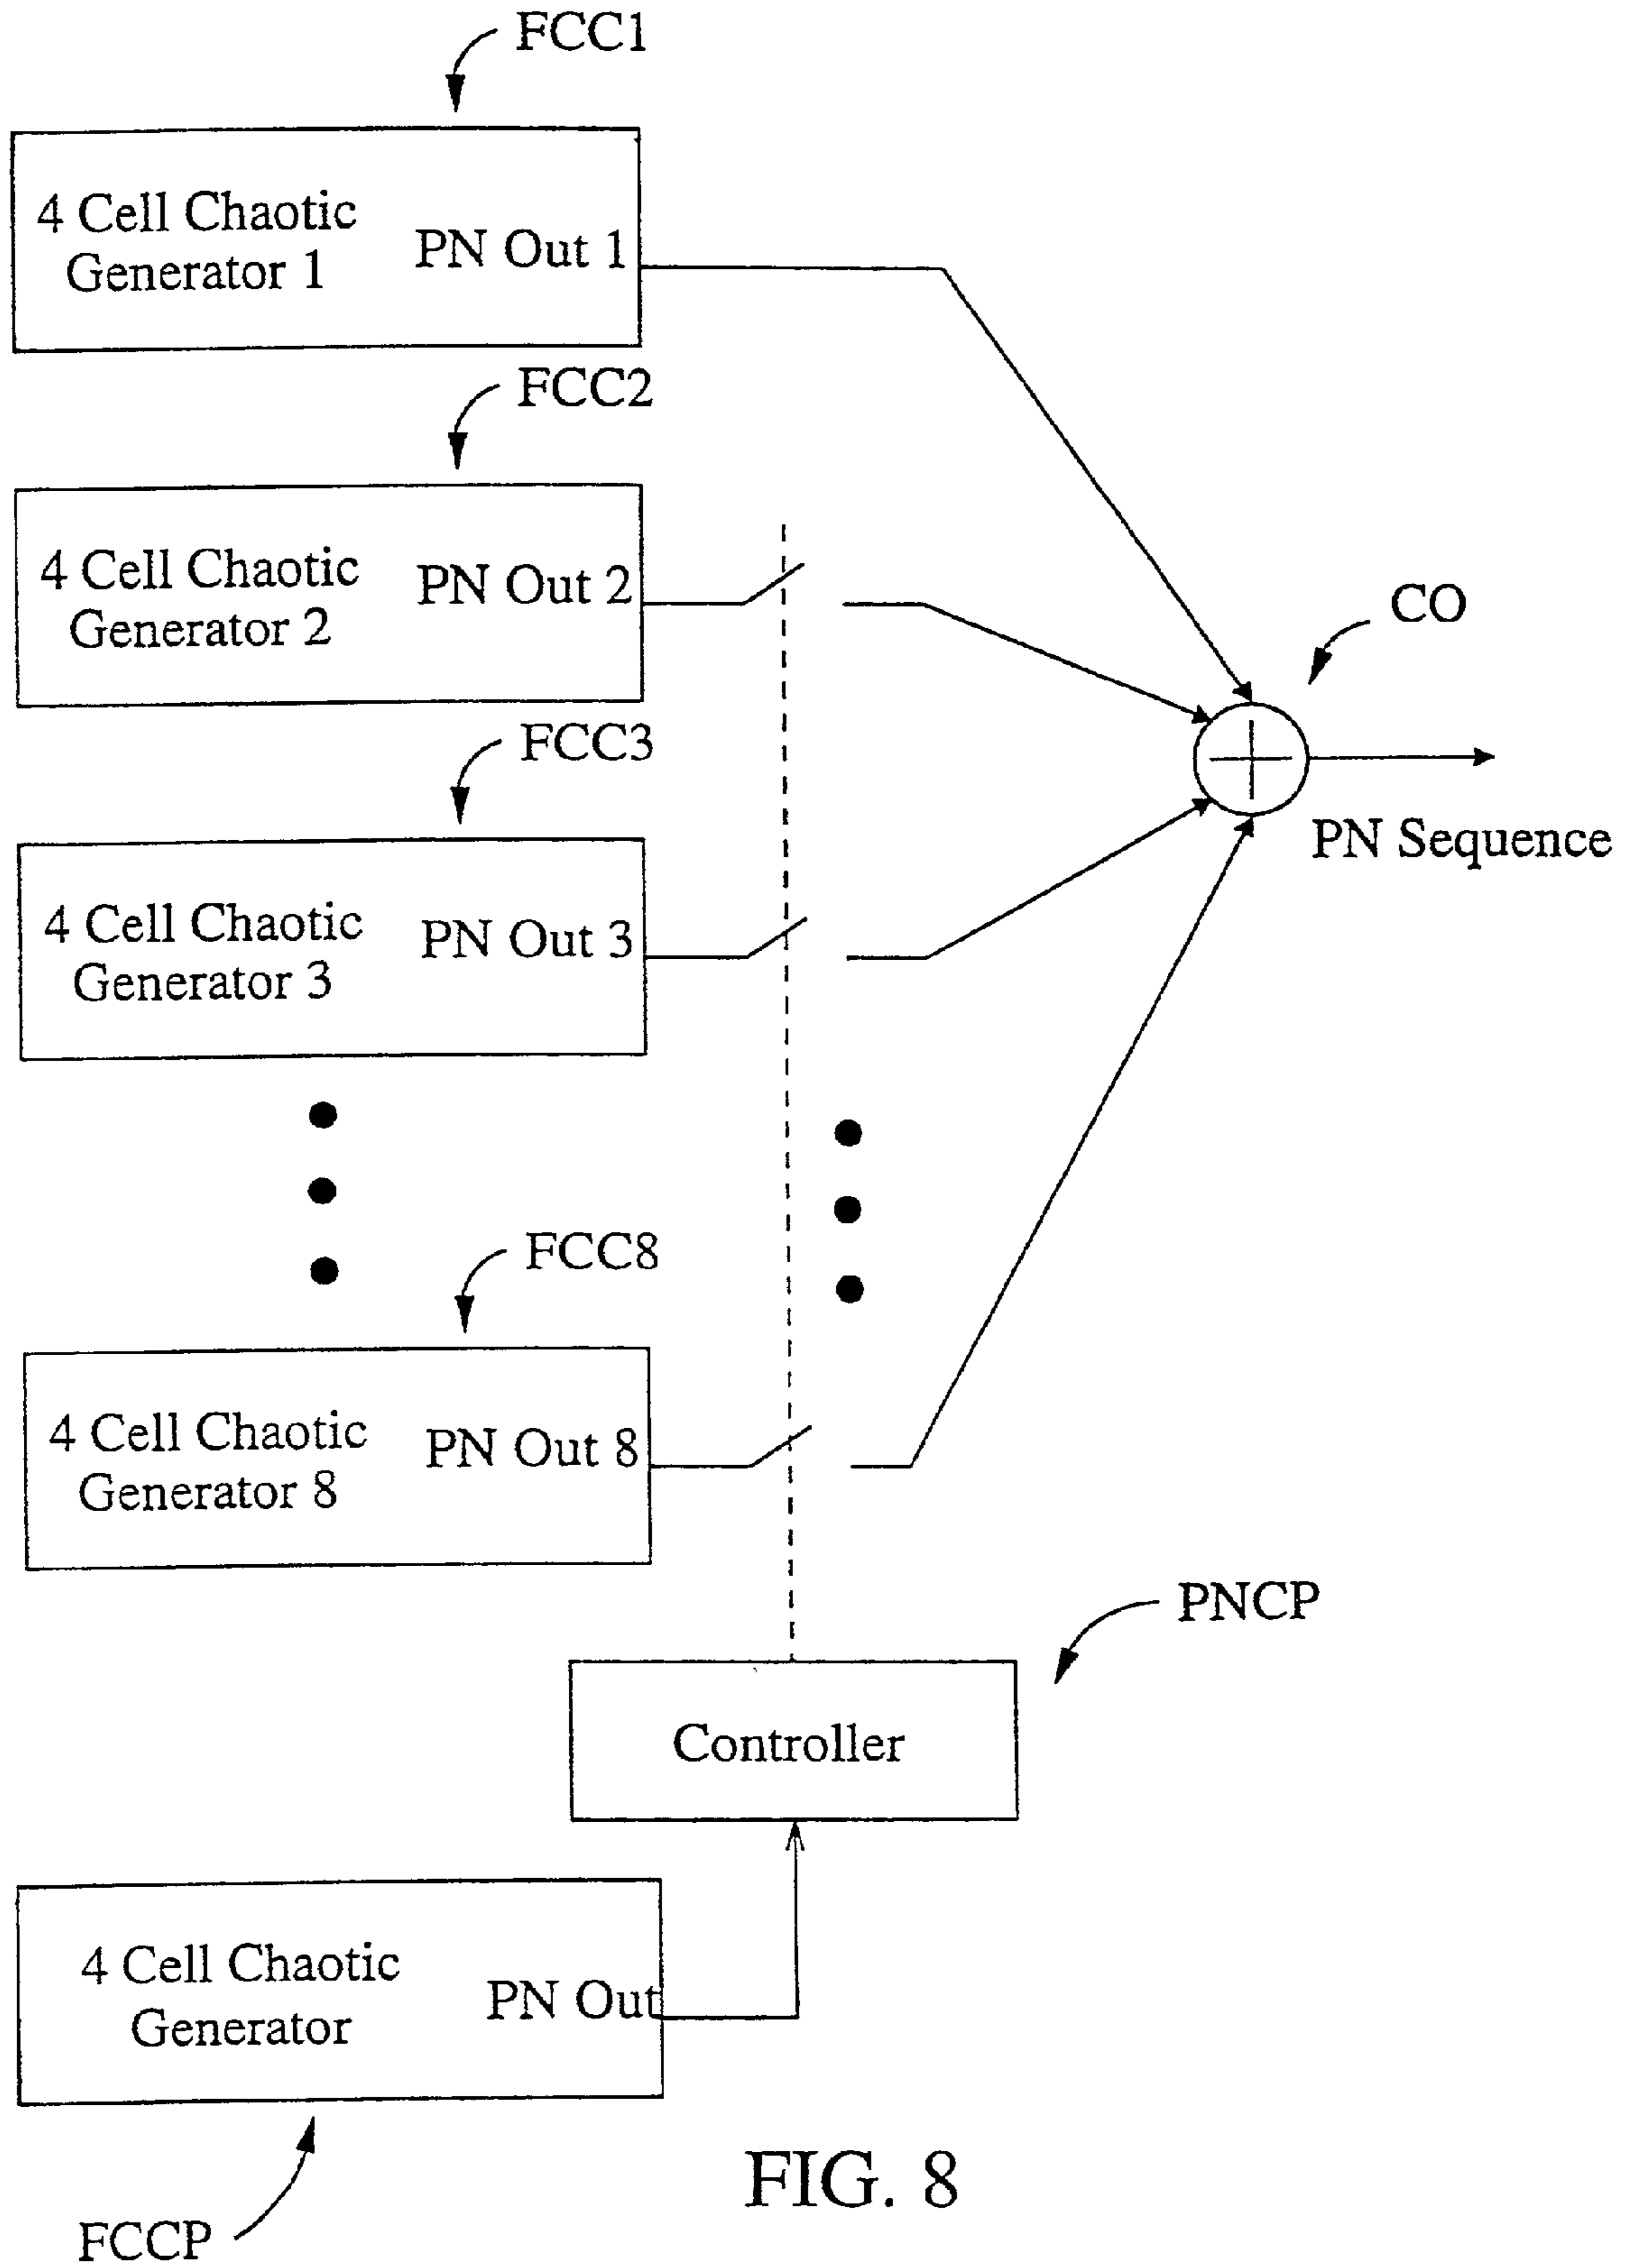 FCC1
4 Cell Chaotic
Generator 1
PN Out 1
FCC2
4 Cell Chaotic
Generator 2
PN Out 2
CO
FCC3
PN Sequence
4 Cell Chaotic
Generator 3
PN Out 3
FCC8
4 Cell Chaotic
Generator 8
PN Out 8
PNCP
Controller
4 Cell Chaotic
Generator
PN Out
FIG. 8
FCCP